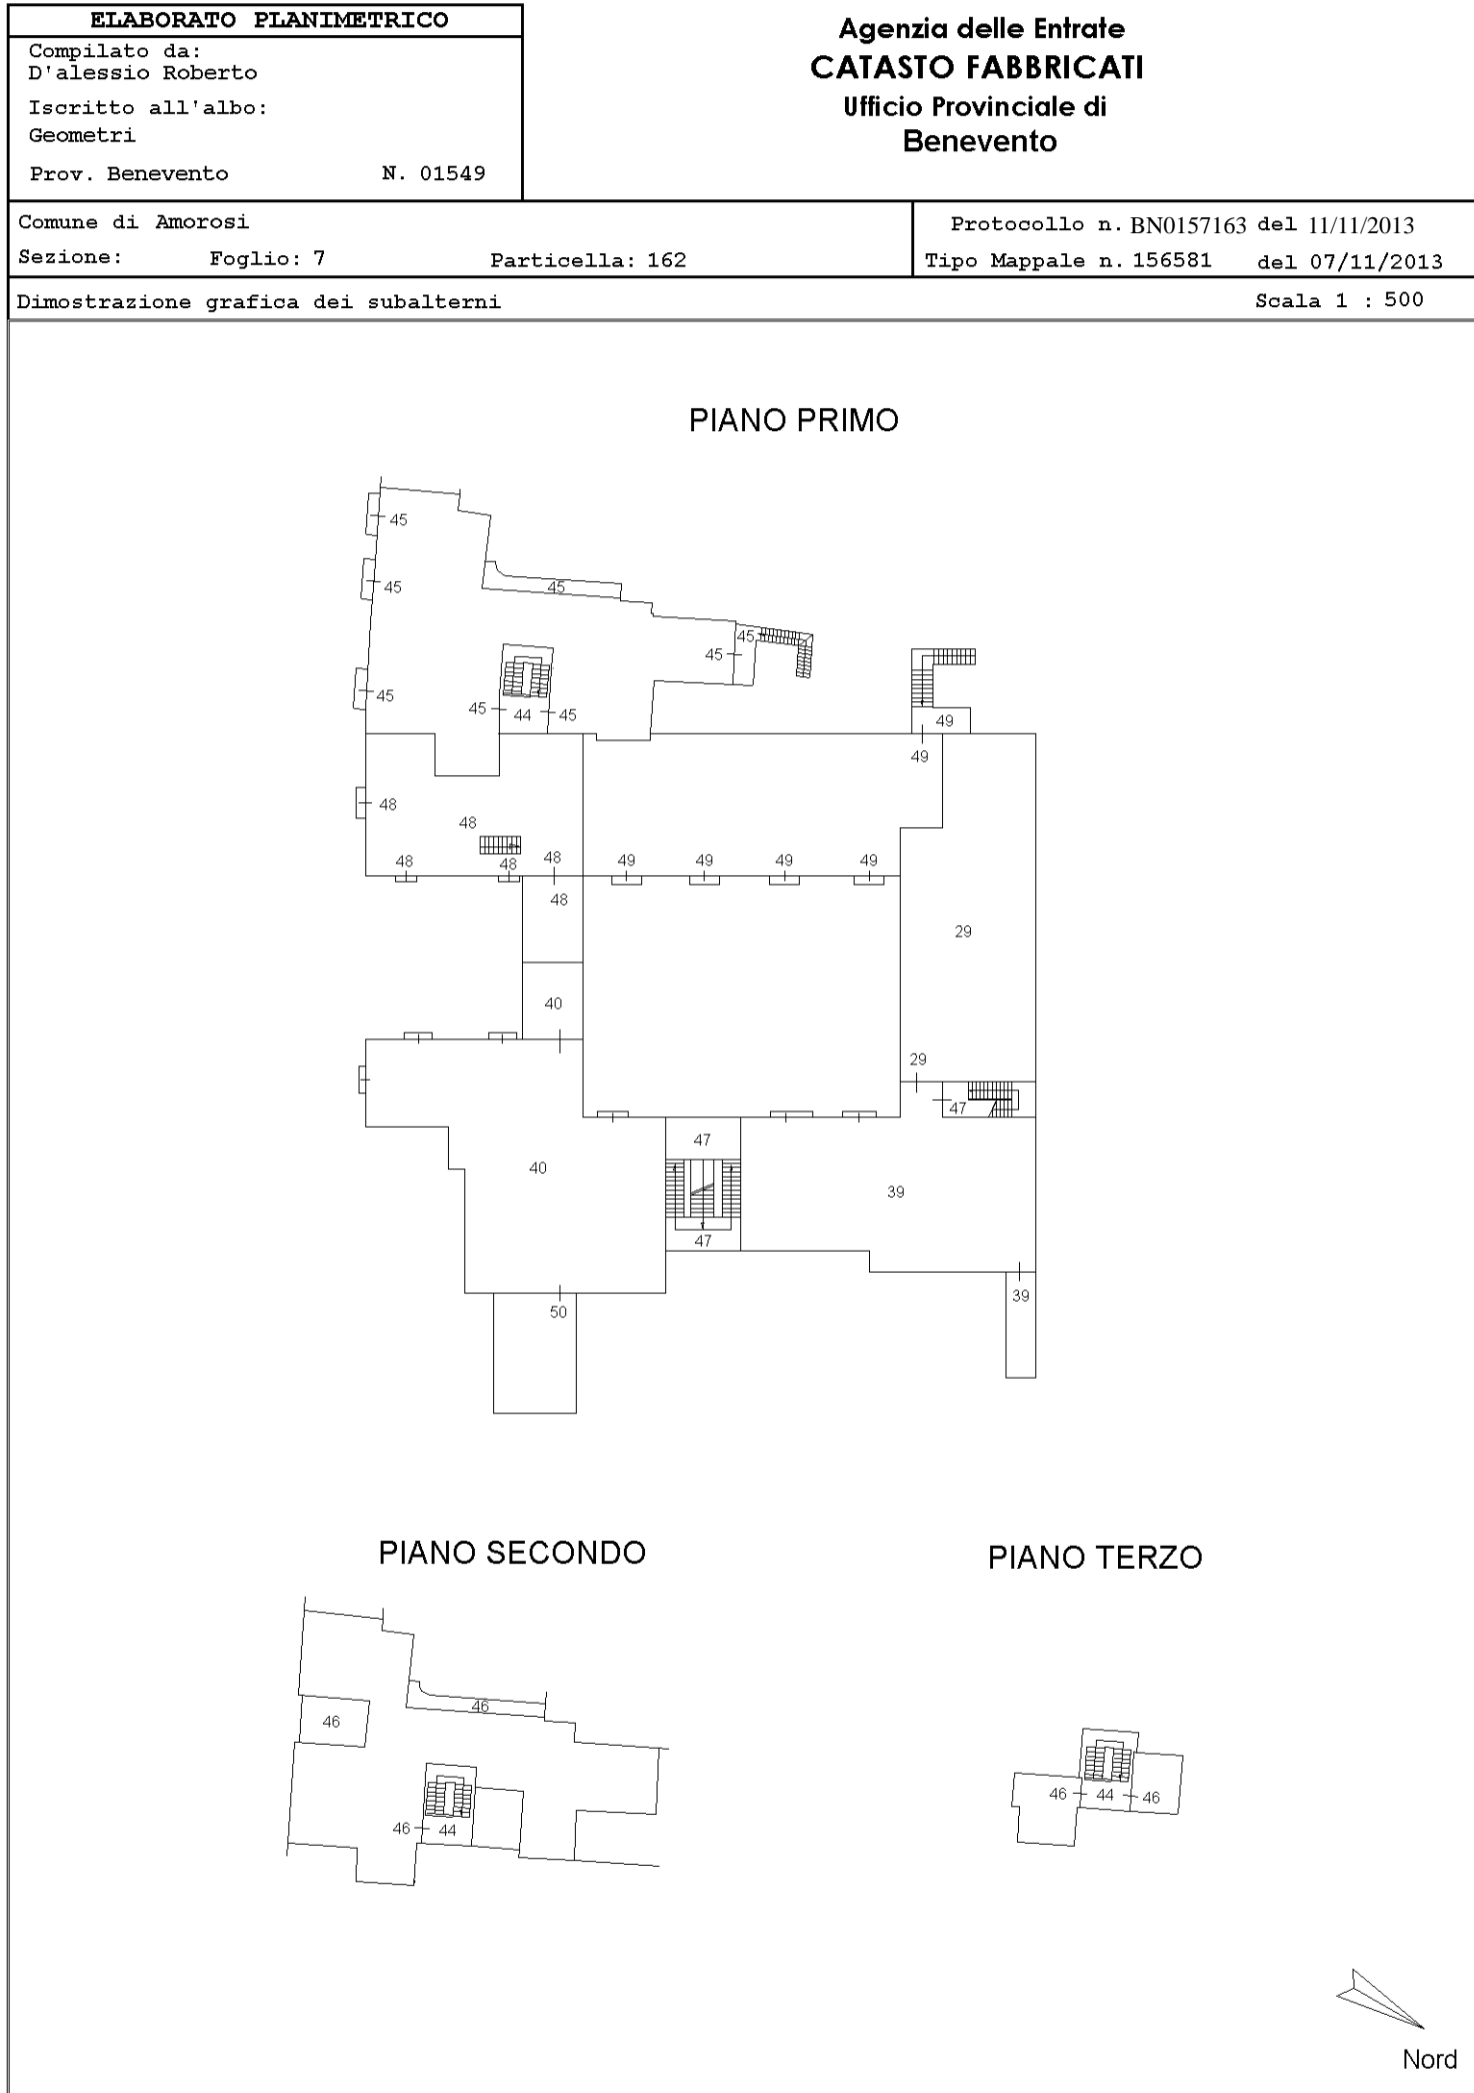 ELABORATO PLANIMETRICO
Compilato da:
D'alessio Roberto
Iscritto all'albo:
Geometri
Prov. Benevento N. 01549
Agenzia delle Entrate
CATASTO FABBRICATI
Ufficio Provinciale di
Benevento
Comune di Amorosi
Sezione: Foglio: 7 Particella: 162
Protocollo n. BN0157163 del 11/11/2013
Tipo Mappale n. 156581 del 07/11/2013
Dimostrazione grafica dei subalterni Scala 1 : 500
PIANO PRIMO
45
45 45
45
45
45 45 44 45
49
49
48
48
48 48 48 49 49 49 49
48
29
40
29
47
47
40
39
47
39
50
PIANO SECONDO PIANO TERZO
46
46
46 44
46 44 46
Nord